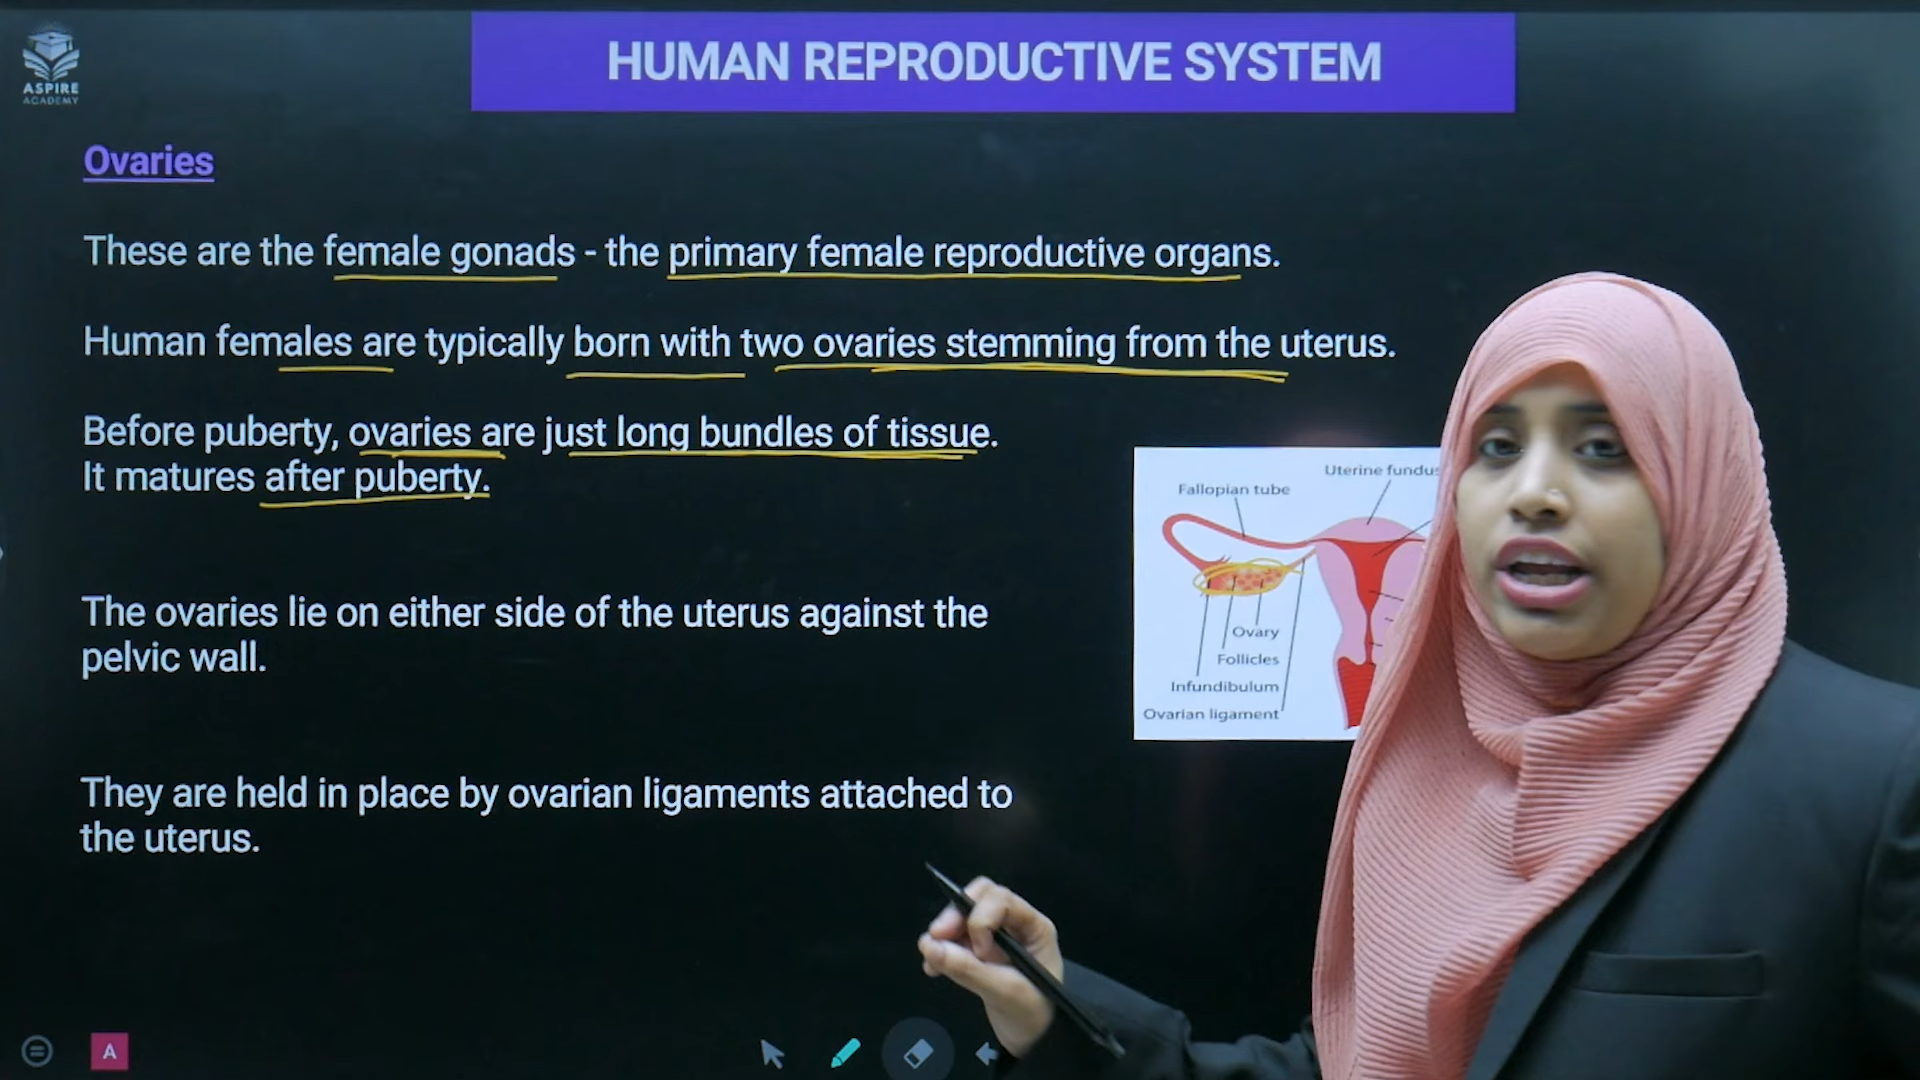 ASPIRE
ACADEMY
HUMAN REPRODUCTIVE SYSTEM
Ovaries
These are the female gonads - the primary female reproductive organs.
Human females are typically born with two ovaries stemming from the uterus.
Before puberty, ovaries are just long bundles of tissue.
It matures after puberty.
Uterine fundus
Fallopian tube
Ovary
Follicles
Infundibulum
Ovarian ligament
The ovaries lie on either side of the uterus against the
pelvic wall.
They are held in place by ovarian ligaments attached to
the uterus.
A